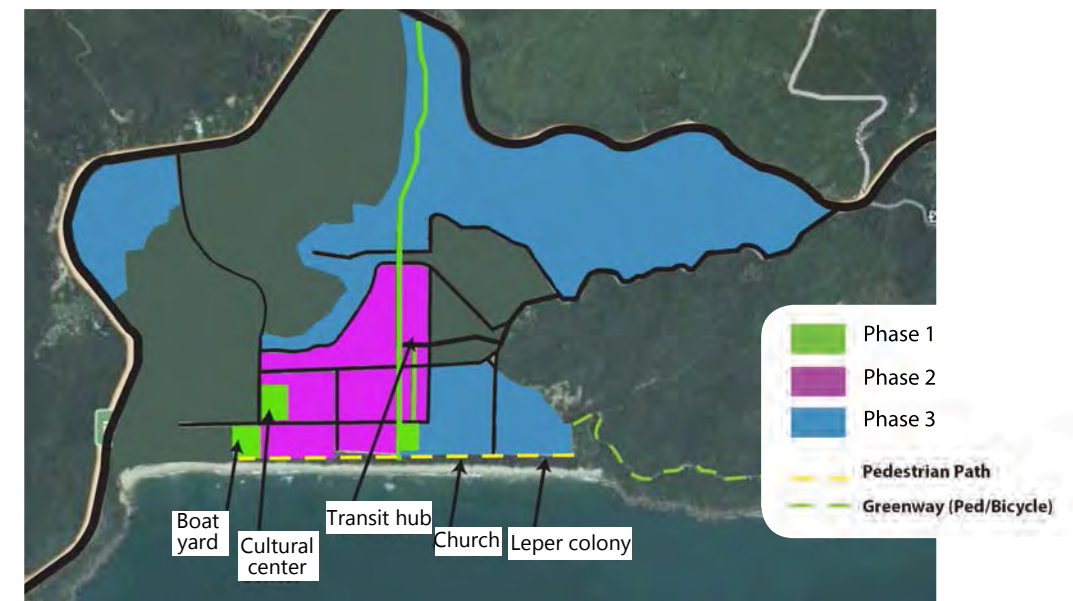 Phase 1
Phase 2
Phase 3
Pedestrian Path
Greenway (Ped/Bicycle)
Boat
yard
Cultural
center
Transit hub
Church
Leper colony